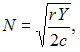 N = √(rY/2c),